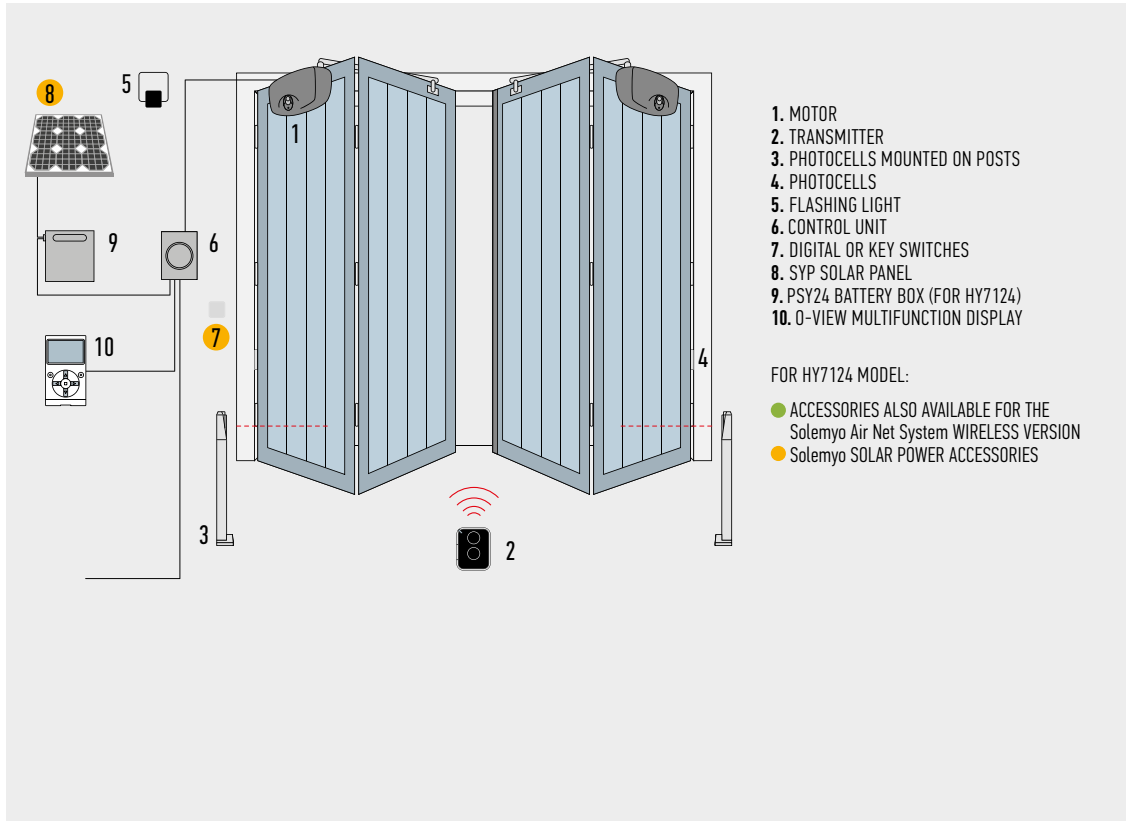 5
8
1
9
6
7
10
4
3
2
1. MOTOR
2. TRANSMITTER
3. PHOTOCELLS MOUNTED ON POSTS
4. PHOTOCELLS
5. FLASHING LIGHT
6. CONTROL UNIT
7. DIGITAL OR KEY SWITCHES
8. SYP SOLAR PANEL
9. PSY24 BATTERY BOX (FOR HY7124)
10. O-VIEW MULTIFUNCTION DISPLAY
FOR HY7124 MODEL:
ACCESSORIES ALSO AVAILABLE FOR THE
Solemyo Air Net System WIRELESS VERSION
Solemyo SOLAR POWER ACCESSORIES